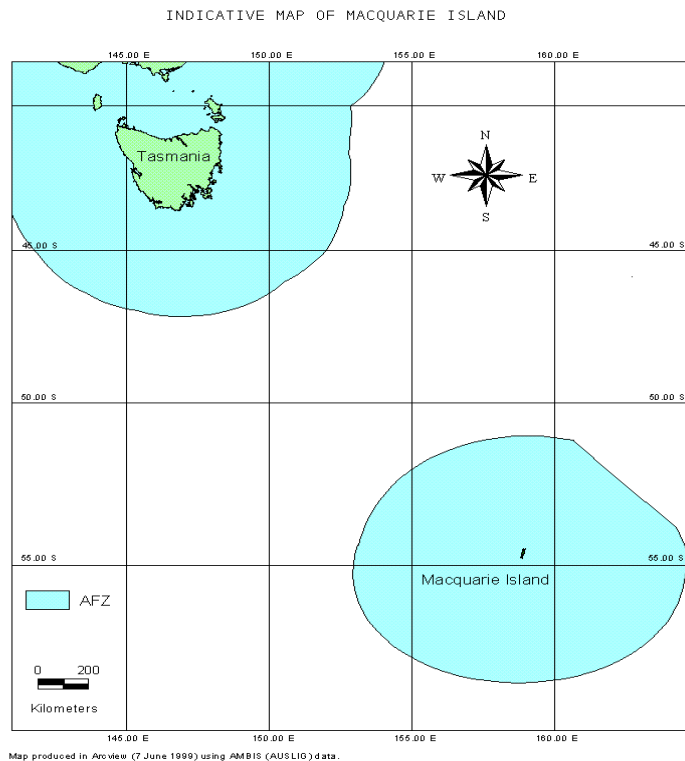 INDICATIVE MAP OF MACQUARIE ISLAND
145.00 E 150.00 E 155.00 E 160.00 E
Tasmania
N
W E
S
45.00 S 45.00 S
50.00 S 50.00 S
55.00 S 55.00 S
Macquarie Island
AFZ
0 200
Kilometers
145.00 E 150.00 E 155.00 E 160.00 E
Map produced in Arcview (7 June 1999) using AMBIS (AUSLIG) data.